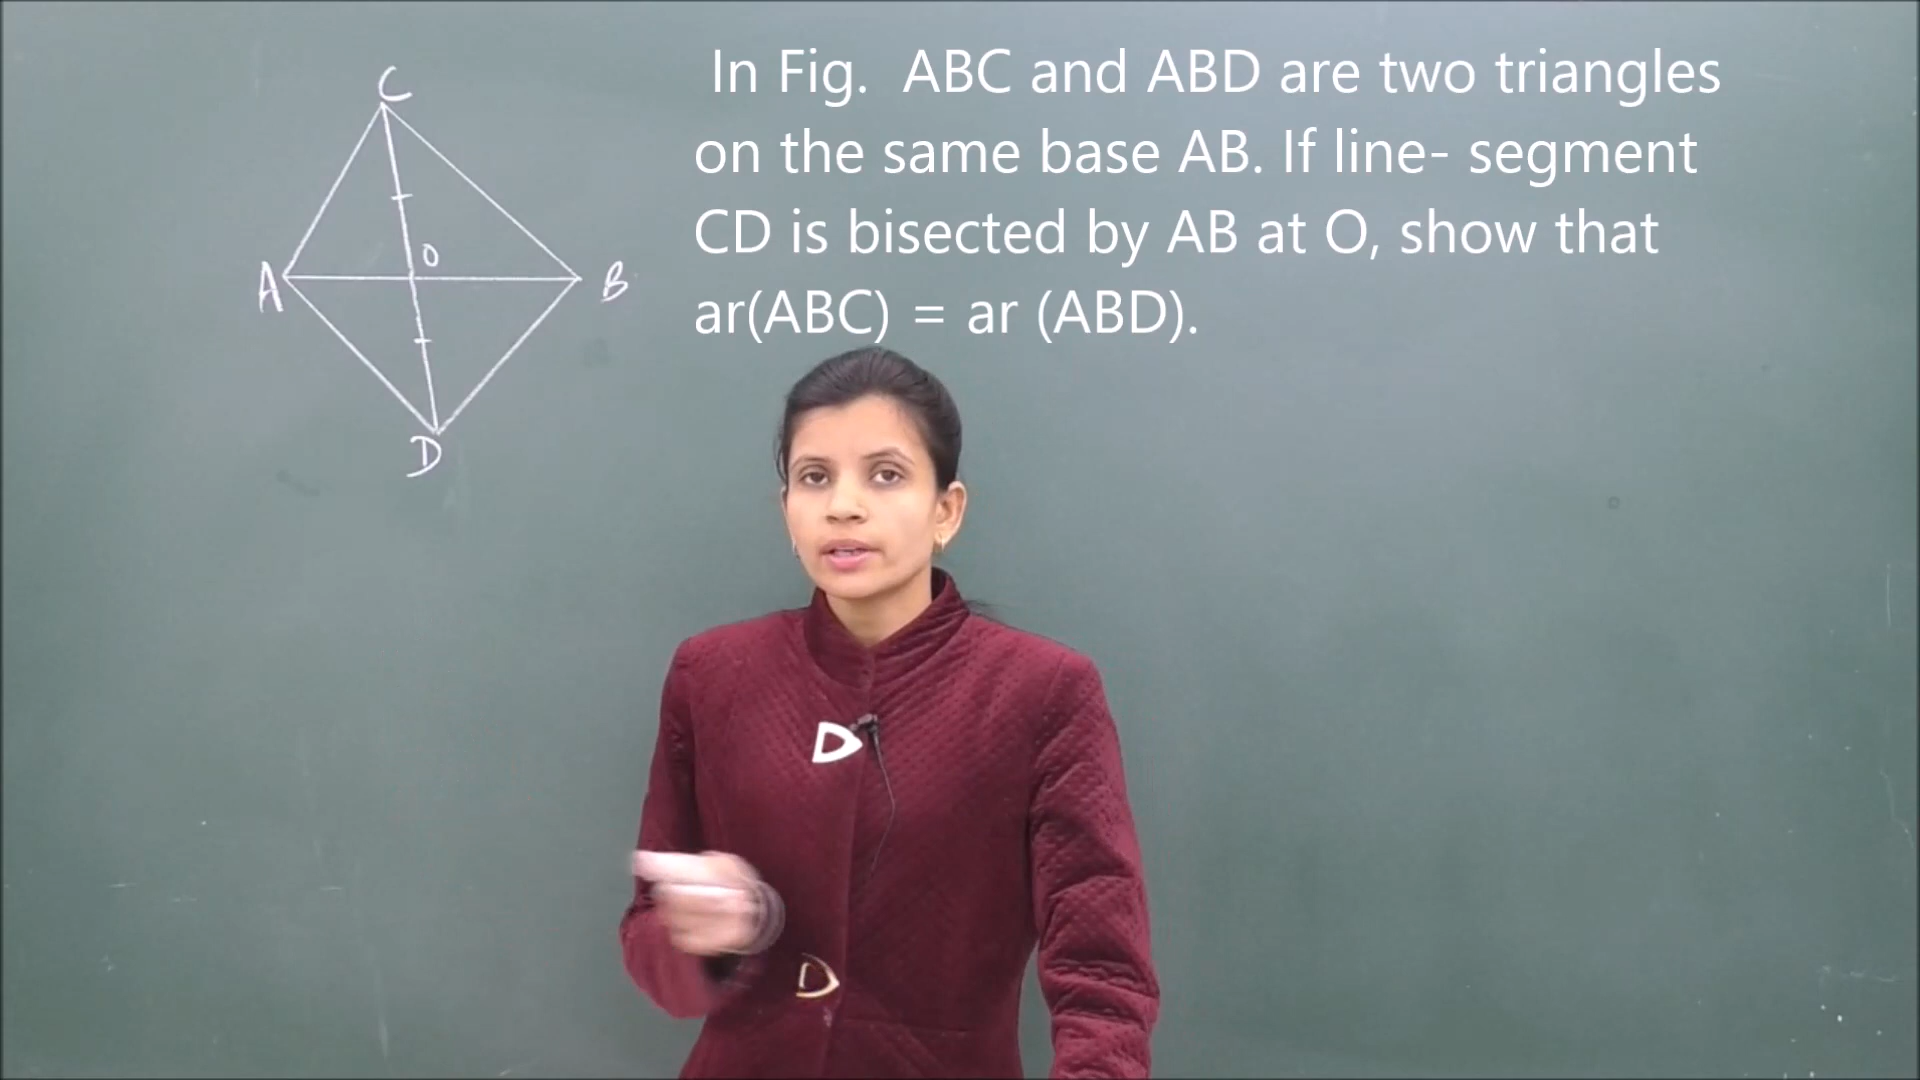 C
In Fig. ABC and ABD are two triangles
on the same base AB. If line- segment
CD is bisected by AB at O, show that
ar(ABC) = ar (ABD).
O
A B
D